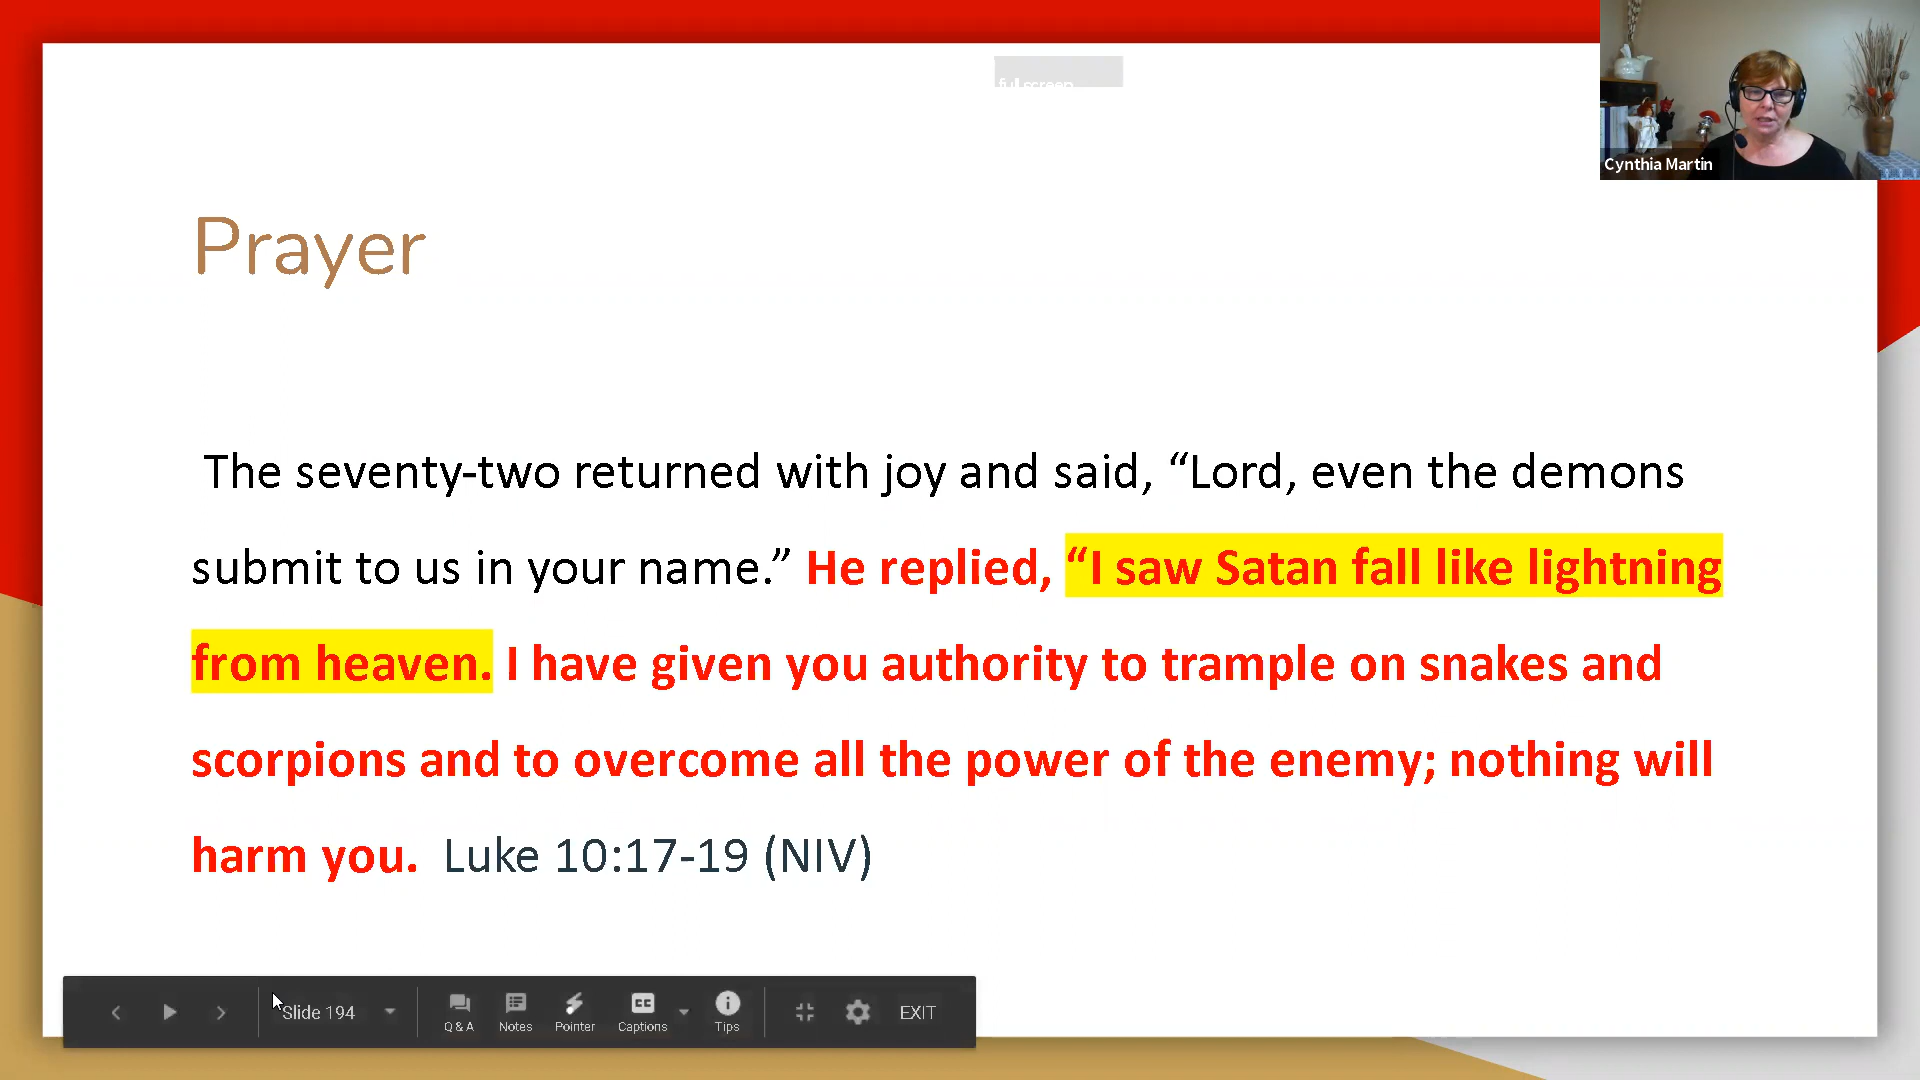 full screen
Cynthia Martin
Prayer
The seventy-two returned with joy and said, “Lord, even the demons
submit to us in your name.” He replied, “I saw Satan fall like lightning
from heaven. I have given you authority to trample on snakes and
scorpions and to overcome all the power of the enemy; nothing will
harm you. Luke 10:17-19 (NIV)
Slide 194
Q & A
Notes
Pointer
CC
Captions
Tips
EXIT